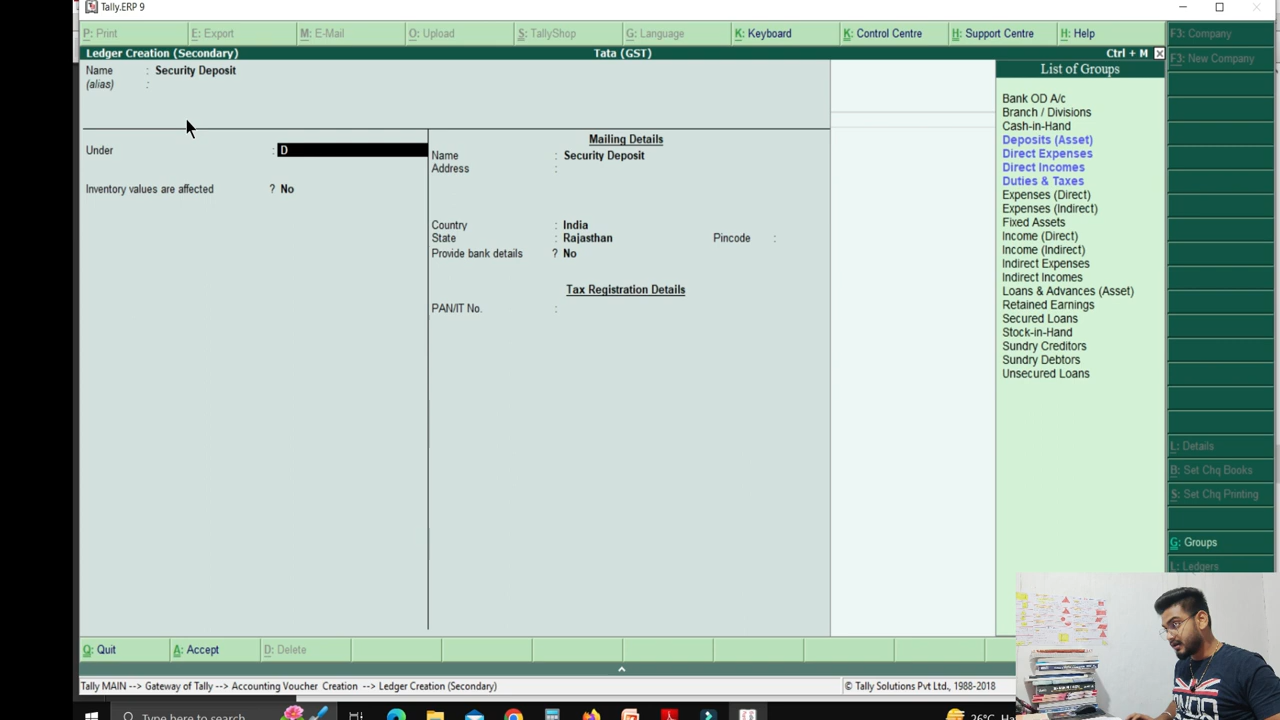 Tally.ERP 9
P: Print
E: Export
M: E-Mail
O: Upload
S: TallyShop
G: Language
K: Keyboard
K: Control Centre
H: Support Centre
H: Help
Ledger Creation (Secondary)
Tata (GST)
Ctrl + M
Name : Security Deposit
(alias) :
Under : D
Inventory values are affected ? No
Mailing Details
Name : Security Deposit
Address :
Country : India
State : Rajasthan Pincode :
Provide bank details ? No
Tax Registration Details
PAN/IT No. :
List of Groups
Bank OD A/c
Branch / Divisions
Cash-in-Hand
Deposits (Asset)
Direct Expenses
Direct Incomes
Duties & Taxes
Expenses (Direct)
Expenses (Indirect)
Fixed Assets
Income (Direct)
Income (Indirect)
Indirect Expenses
Indirect Incomes
Loans & Advances (Asset)
Retained Earnings
Secured Loans
Stock-in-Hand
Sundry Creditors
Sundry Debtors
Unsecured Loans
F3: Company
F3: New Company
L: Details
B: Set Chq Books
S: Set Chq Printing
G: Groups
L: Ledgers
Q: Quit
A: Accept
D: Delete
Tally MAIN --> Gateway of Tally --> Accounting Voucher Creation --> Ledger Creation (Secondary)
© Tally Solutions Pvt Ltd., 1988-2018
Type here to search
26°C